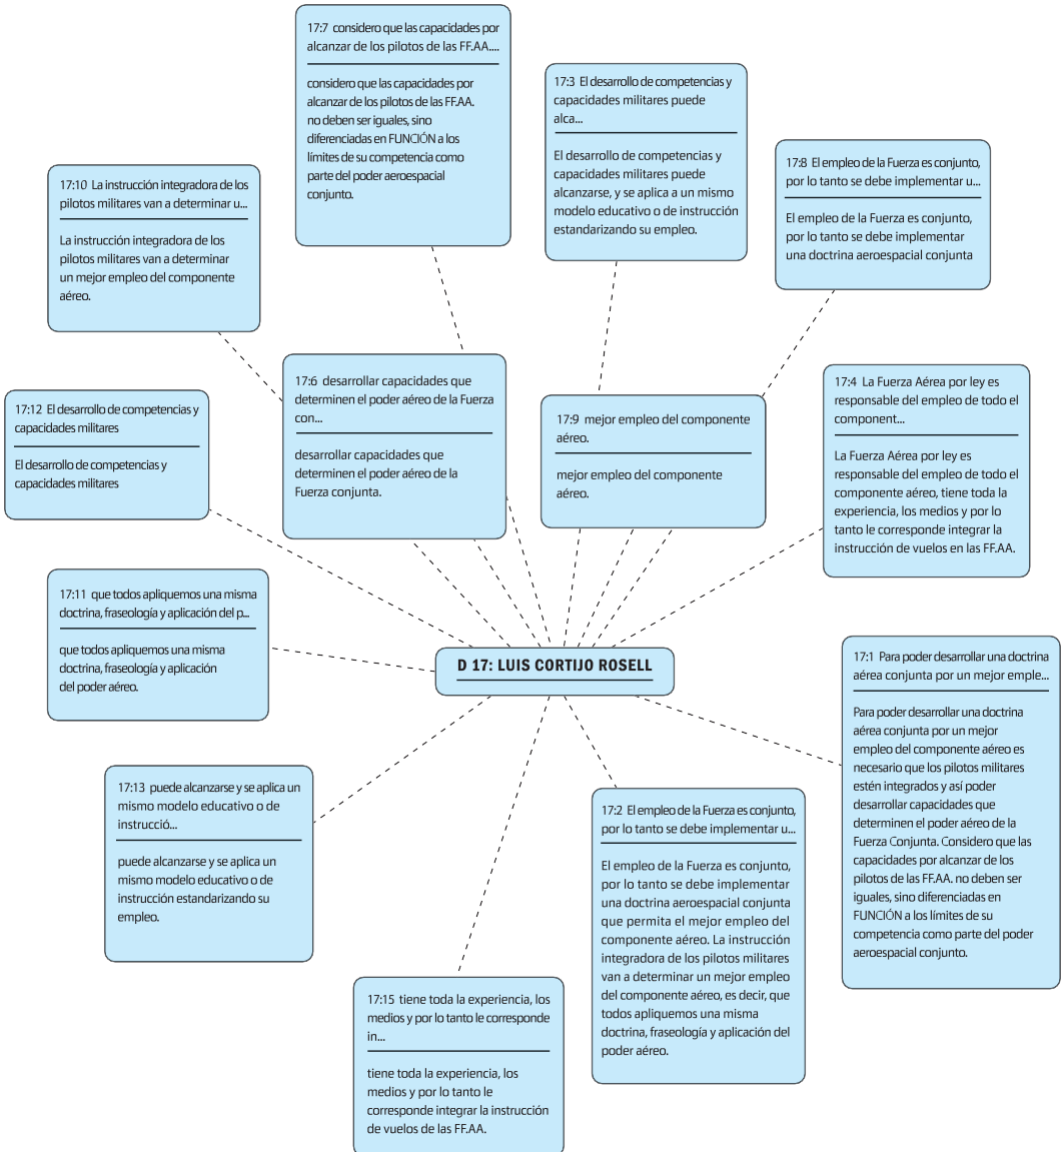 17:7 considero que las capacidades por
alcanzar de los pilotos de las FF.AA....
considero que las capacidades por
alcanzar de los pilotos de las FF.AA.
no deben ser iguales, sino
diferenciadas en FUNCIÓN a los
límites de su competencia como
parte del poder aeroespacial
conjunto.
17:3 El desarrollo de competencias y
capacidades militares puede
alca...
El desarrollo de competencias y
capacidades militares puede
alcanzarse, y se aplica a un mismo
modelo educativo o de instrucción
estandarizando su empleo.
17:8 El empleo de la Fuerza es conjunto,
por lo tanto se debe implementar u...
El empleo de la Fuerza es conjunto,
por lo tanto se debe implementar
una doctrina aeroespacial conjunta
17:10 La instrucción integradora de los
pilotos militares van a determinar u...
La instrucción integradora de los
pilotos militares van a determinar
un mejor empleo del componente
aéreo.
17:6 desarrollar capacidades que
determinen el poder aéreo de la Fuerza
con...
desarrollar capacidades que
determinen el poder aéreo de la
Fuerza conjunta.
17:9 mejor empleo del componente
aéreo.
mejor empleo del componente
aéreo.
17:4 La Fuerza Aérea por ley es
responsable del empleo de todo el
component...
La Fuerza Aérea por ley es
responsable del empleo de todo el
componente aéreo, tiene toda la
experiencia, los medios y por lo
tanto le corresponde integrar la
instrucción de vuelos en las FF.AA.
17:12 El desarrollo de competencias y
capacidades militares
El desarrollo de competencias y
capacidades militares
17:11 que todos apliquemos una misma
doctrina, fraseología y aplicación del p...
que todos apliquemos una misma
doctrina, fraseología y aplicación
del poder aéreo.
D 17: LUIS CORTIJO ROSELL
17:1 Para poder desarrollar una doctrina
aérea conjunta por un mejor emple...
Para poder desarrollar una doctrina
aérea conjunta por un mejor
empleo del componente aéreo es
necesario que los pilotos militares
estén integrados y así poder
desarrollar capacidades que
determinen el poder aéreo de la
Fuerza Conjunta. Considero que las
capacidades por alcanzar de los
pilotos de las FF.AA. no deben ser
iguales, sino diferenciadas en
FUNCIÓN a los límites de su
competencia como parte del poder
aeroespacial conjunto.
17:13 puede alcanzarse y se aplica un
mismo modelo educativo o de
instrucció...
puede alcanzarse y se aplica un
mismo modelo educativo o de
instrucción estandarizando su
empleo.
17:2 El empleo de la Fuerza es conjunto,
por lo tanto se debe implementar u...
El empleo de la Fuerza es conjunto,
por lo tanto se debe implementar
una doctrina aeroespacial conjunta
que permita el mejor empleo del
componente aéreo. La instrucción
integradora de los pilotos militares
van a determinar un mejor empleo
del componente aéreo, es decir, que
todos apliquemos una misma
doctrina, fraseología y aplicación del
poder aéreo.
17:15 tiene toda la experiencia, los
medios y por lo tanto le corresponde
in...
tiene toda la experiencia, los
medios y por lo tanto le
corresponde integrar la instrucción
de vuelos de las FF.AA.